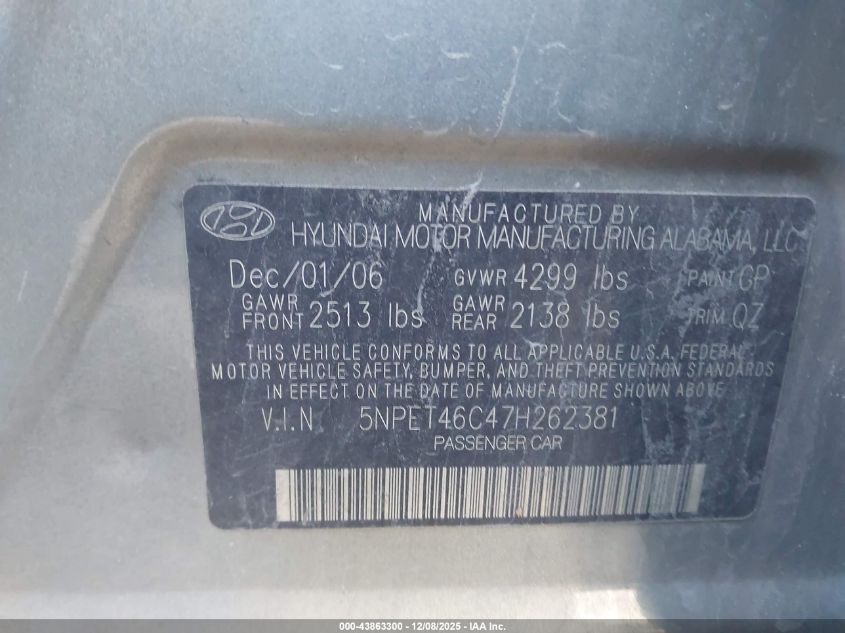 MANUFACTURED BY
HYUNDAI MOTOR MANUFACTURING ALABAMA, LLC
Dec/01/06 GVWR 4299 lbs PAINT GP
GAWR FRONT 2513 lbs GAWR REAR 2138 lbs TRIM QZ
THIS VEHICLE CONFORMS TO ALL APPLICABLE U.S.A. FEDERAL
MOTOR VEHICLE SAFETY, BUMPER, AND THEFT PREVENTION STANDARDS
IN EFFECT ON THE DATE OF MANUFACTURE SHOWN ABOVE
V.I.N 5NPET46C47H262381
PASSENGER CAR
000-43863300 - 12/08/2025 - IAA Inc.